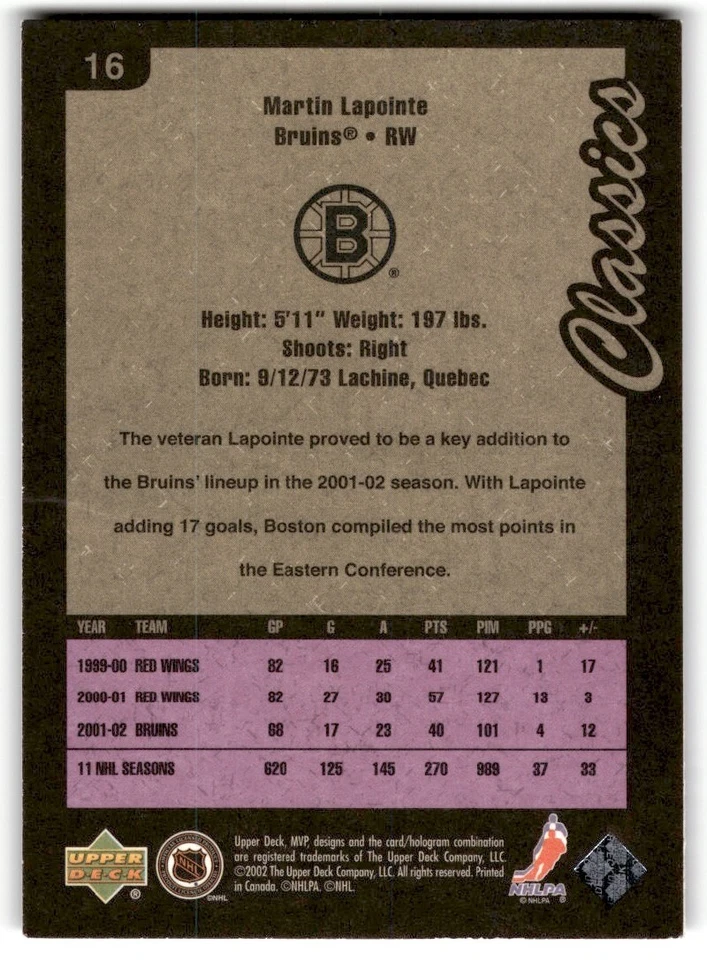 16
Martin Lapointe
Bruins® • RW
Classics
B
®
Height: 5'11" Weight: 197 lbs.
Shoots: Right
Born: 9/12/73 Lachine, Quebec
The veteran Lapointe proved to be a key addition to
the Bruins' lineup in the 2001-02 season. With Lapointe
adding 17 goals, Boston compiled the most points in
the Eastern Conference.
YEAR TEAM GP G A PTS PIM PPG +/-
1999-00 RED WINGS 82 16 25 41 121 1 17
2000-01 RED WINGS 82 27 30 57 127 13 3
2001-02 BRUINS 68 17 23 40 101 4 12
11 NHL SEASONS 620 125 145 270 989 37 33
UPPER
DECK
®
NHL
©NHL
Upper Deck, MVP, designs and the card/hologram combination
are registered trademarks of The Upper Deck Company, LLC.
©2002 The Upper Deck Company, LLC. All rights reserved. Printed
in Canada. ©NHLPA. ©NHL.
NHLPA
© NHLPA